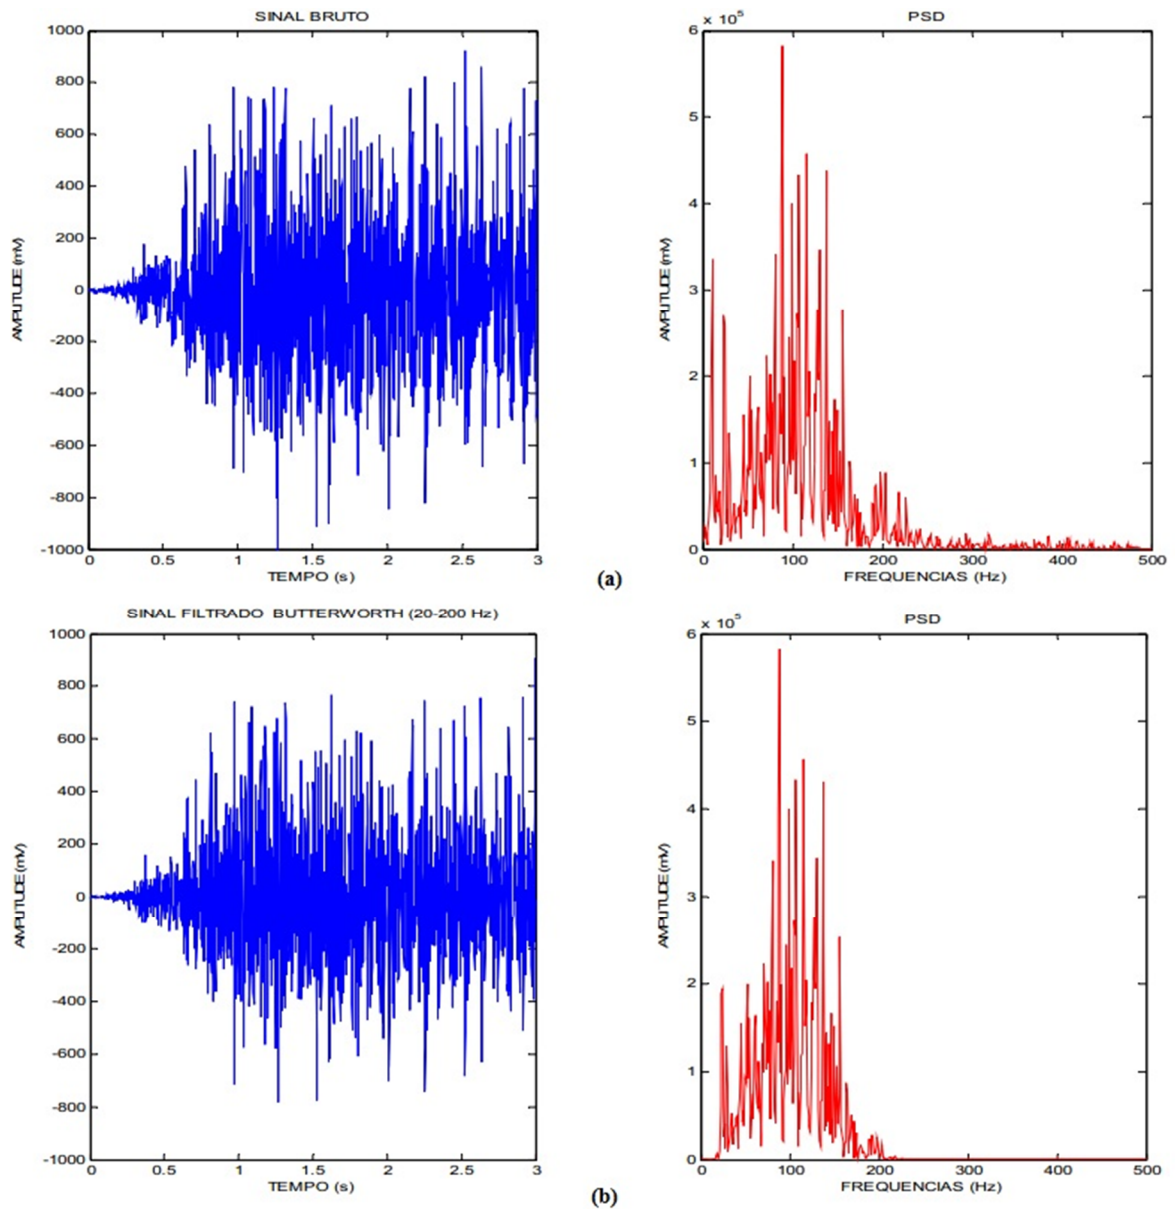 SINAL BRUTO
1000
800
600
400
200
0
-200
-400
-600
-800
-1000
AMPLITUDE (mV)
0 0.5 1 1.5 2 2.5 3
TEMPO (s)
PSD
x 10^5
6
5
4
3
2
1
0
AMPLITUDE (mV)
0 100 200 300 400 500
FREQUENCIAS (Hz)
(a)
SINAL FILTRADO BUTTERWORTH (20-200 Hz)
1000
800
600
400
200
0
-200
-400
-600
-800
-1000
AMPLITUDE (mV)
0 0.5 1 1.5 2 2.5 3
TEMPO (s)
PSD
x 10^5
6
5
4
3
2
1
0
AMPLITUDE (mV)
0 100 200 300 400 500
FREQUENCIAS (Hz)
(b)